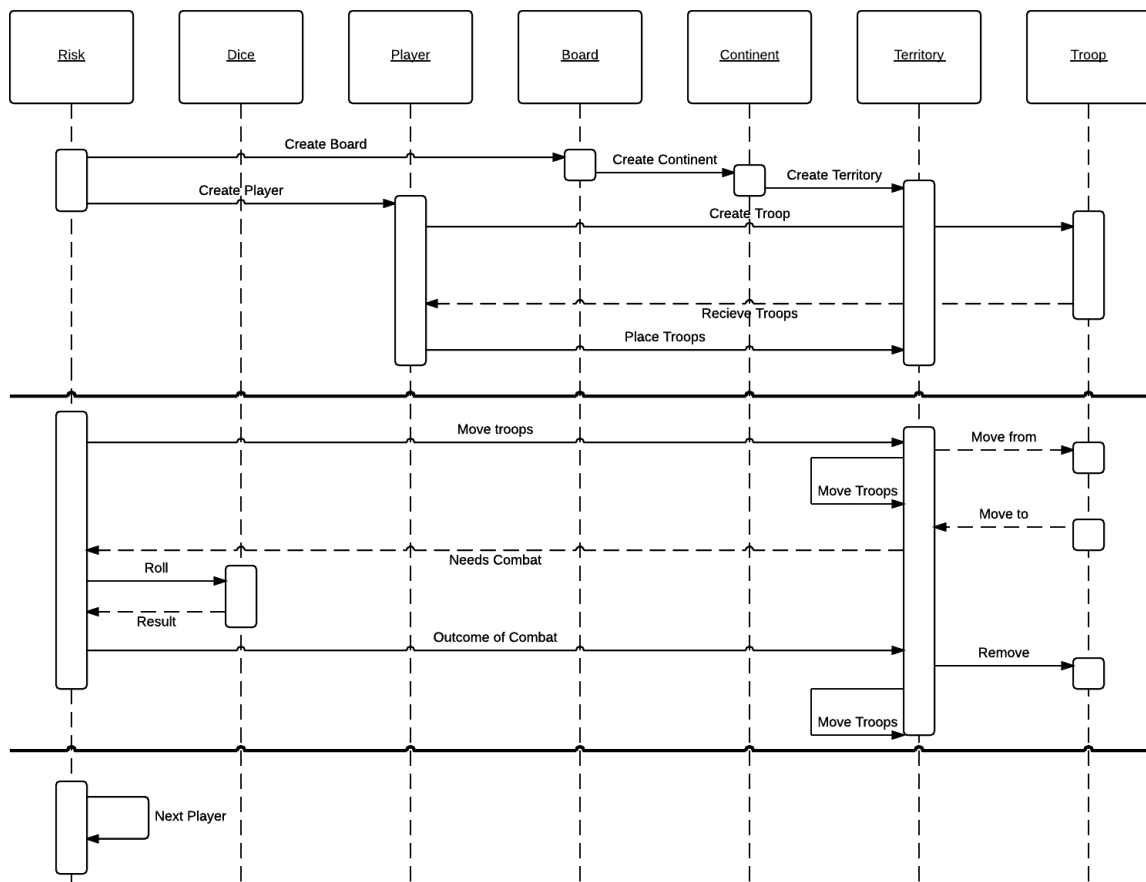 Risk
Dice
Player
Board
Continent
Territory
Troop
Create Board
Create Continent
Create Territory
Create Player
Create Troop
Recieve Troops
Place Troops
Move troops
Move from
Move Troops
Move to
Needs Combat
Roll
Result
Outcome of Combat
Remove
Move Troops
Next Player